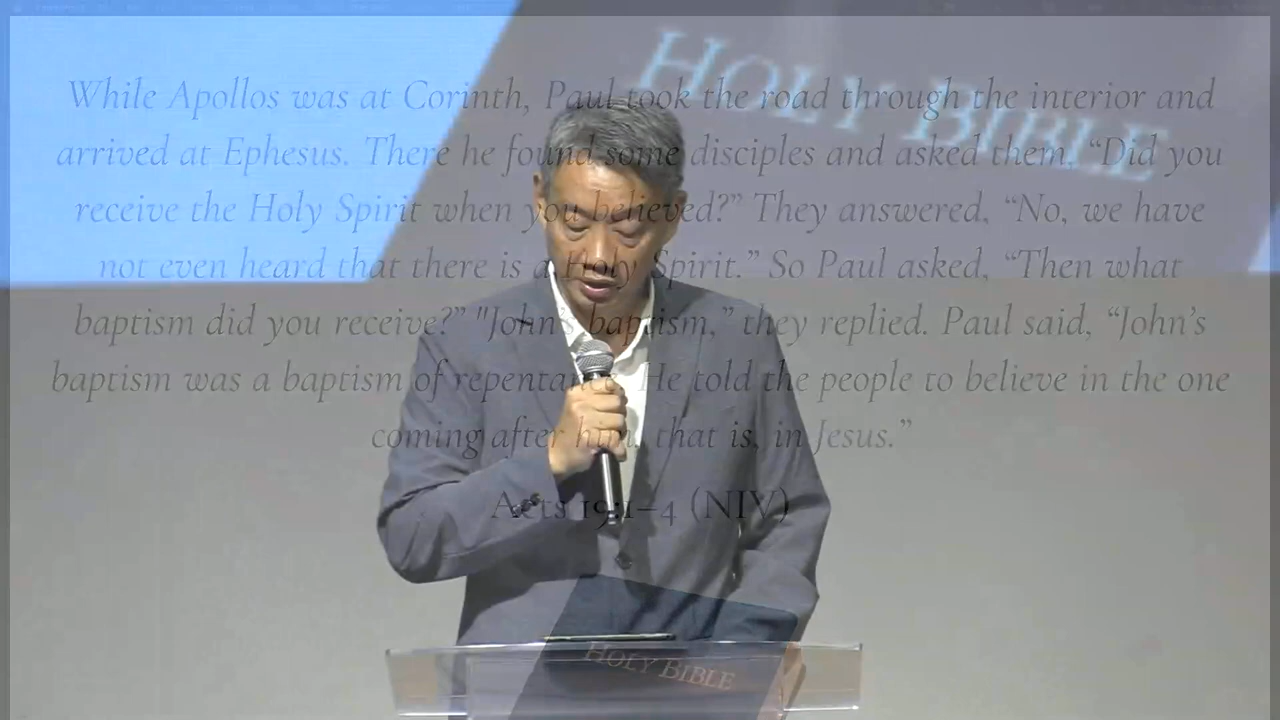 HOLY BIBLE
While Apollos was at Corinth, Paul took the road through the interior and
arrived at Ephesus. There he found some disciples and asked them, “Did you
receive the Holy Spirit when you believed?” They answered, “No, we have
not even heard that there is a Holy Spirit.” So Paul asked, “Then what
baptism did you receive?” "John’s baptism,” they replied. Paul said, “John’s
baptism was a baptism of repentance. He told the people to believe in the one
coming after him, that is, in Jesus.”
Acts 19:1–4 (NIV)
HOLY BIBLE